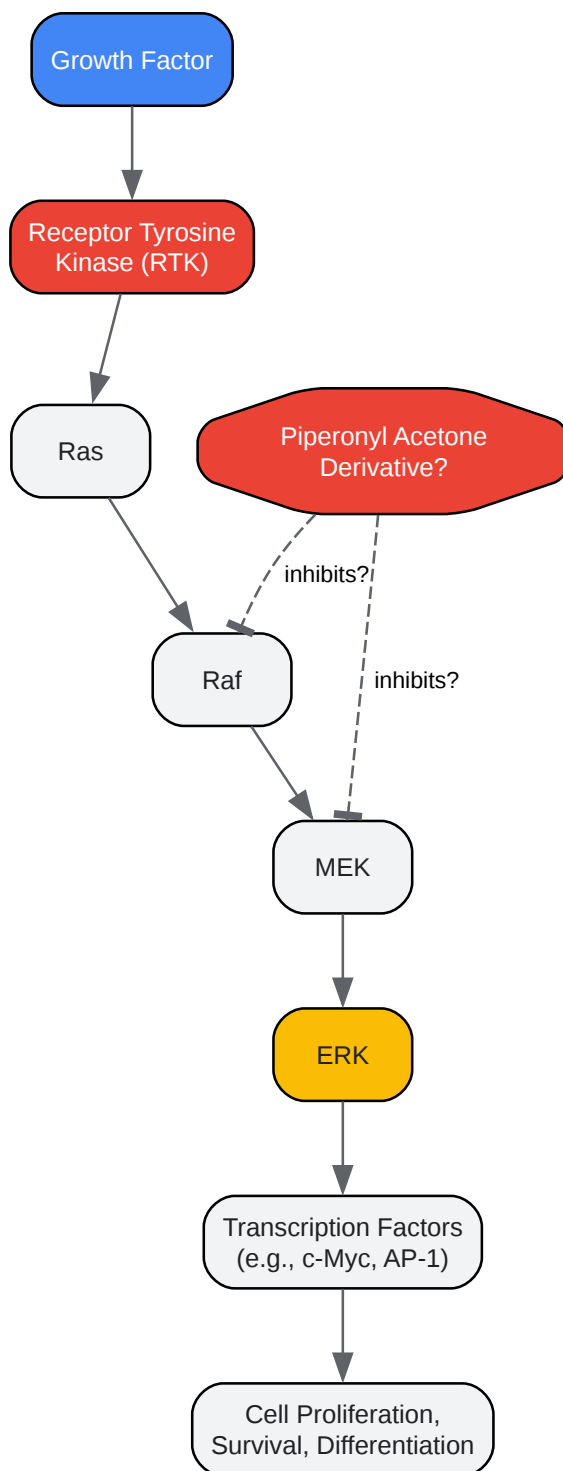 Growth Factor
Receptor Tyrosine
Kinase (RTK)
Ras
Piperonyl Acetone
Derivative?
inhibits?
Raf
inhibits?
MEK
ERK
Transcription Factors
(e.g., c-Myc, AP-1)
Cell Proliferation,
Survival, Differentiation